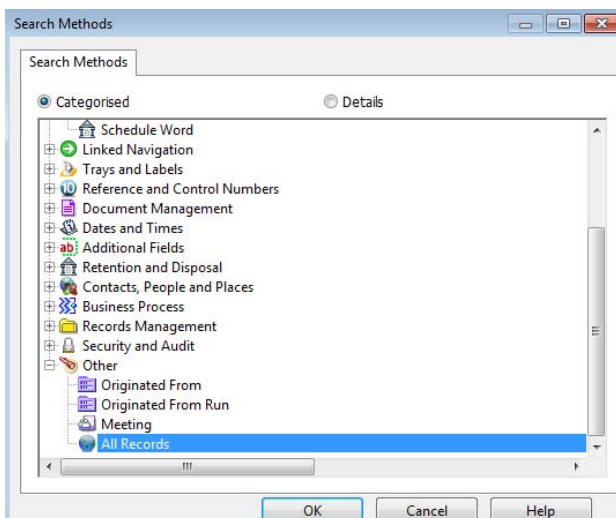 Search Methods
Search Methods
Categorised Details
Schedule Word
Linked Navigation
Trays and Labels
Reference and Control Numbers
Document Management
Dates and Times
ab Additional Fields
Retention and Disposal
Contacts, People and Places
Business Process
Records Management
Security and Audit
Other
Originated From
Originated From Run
Meeting
All Records
OK Cancel Help